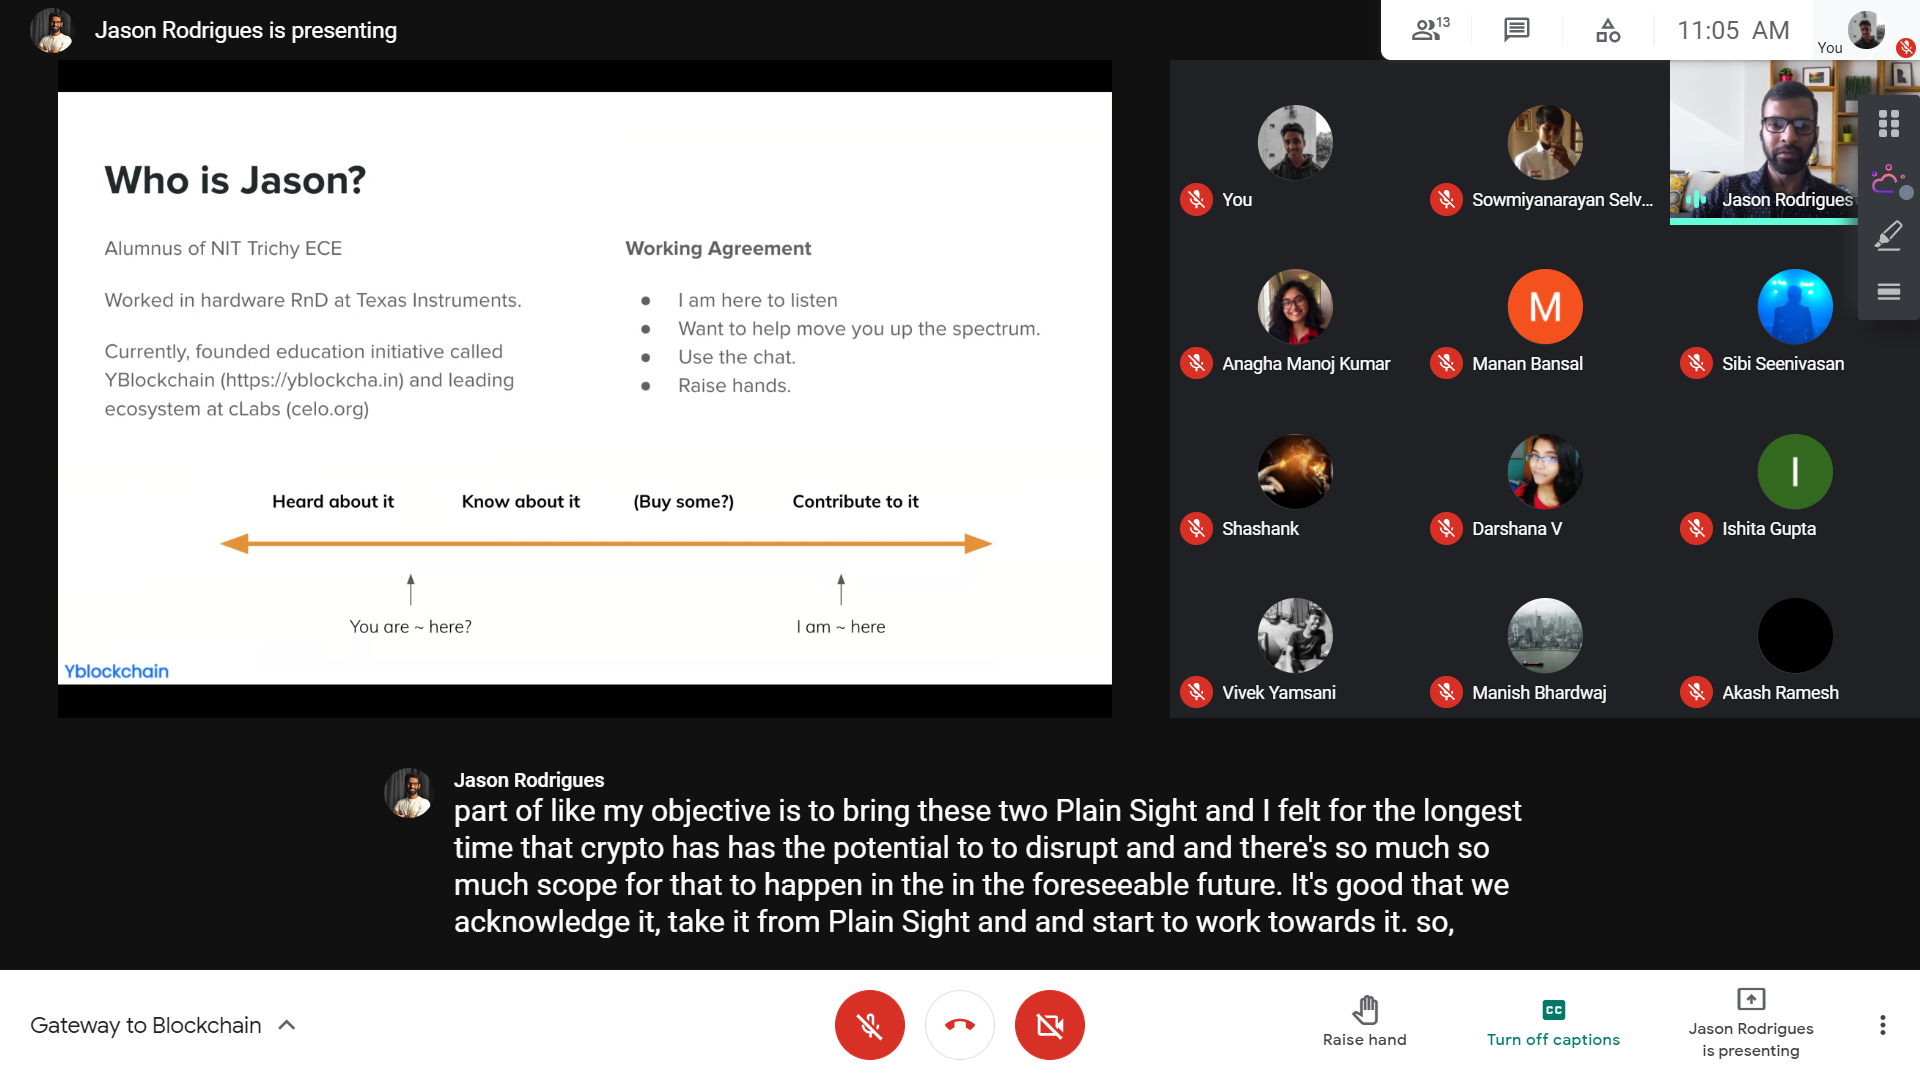 Jason Rodrigues is presenting
13
11:05 AM
You
Who is Jason?
Alumnus of NIT Trichy ECE
Worked in hardware RnD at Texas Instruments.
Currently, founded education initiative called
YBlockchain (https://yblockcha.in) and leading
ecosystem at cLabs (celo.org)
Working Agreement
● I am here to listen
● Want to help move you up the spectrum.
● Use the chat.
● Raise hands.
Heard about it Know about it (Buy some?) Contribute to it
You are ~ here? I am ~ here
Yblockchain
You
Sowmiyanarayan Selv...
Jason Rodrigues
Anagha Manoj Kumar
M
Manan Bansal
Sibi Seenivasan
Shashank
Darshana V
I
Ishita Gupta
Vivek Yamsani
Manish Bhardwaj
Akash Ramesh
Jason Rodrigues
part of like my objective is to bring these two Plain Sight and I felt for the longest
time that crypto has has the potential to to disrupt and and there's so much so
much scope for that to happen in the in the foreseeable future. It's good that we
acknowledge it, take it from Plain Sight and and start to work towards it. so,
Gateway to Blockchain
Raise hand
CC
Turn off captions
Jason Rodrigues
is presenting